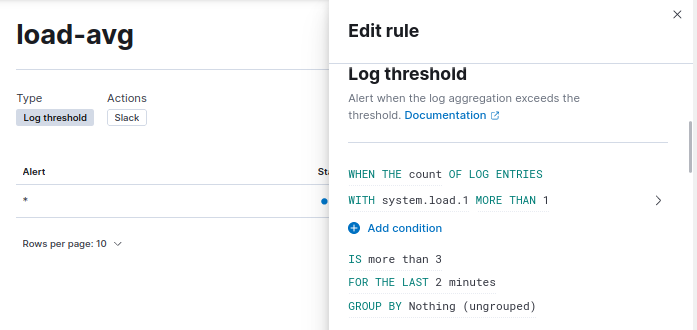 load-avg
Type
Actions
Log threshold
Slack
Alert
*
Rows per page: 10
Edit rule
Log threshold
Alert when the log aggregation exceeds the
threshold. Documentation
WHEN THE count OF LOG ENTRIES
WITH system.load.1 MORE THAN 1
Add condition
IS more than 3
FOR THE LAST 2 minutes
GROUP BY Nothing (ungrouped)